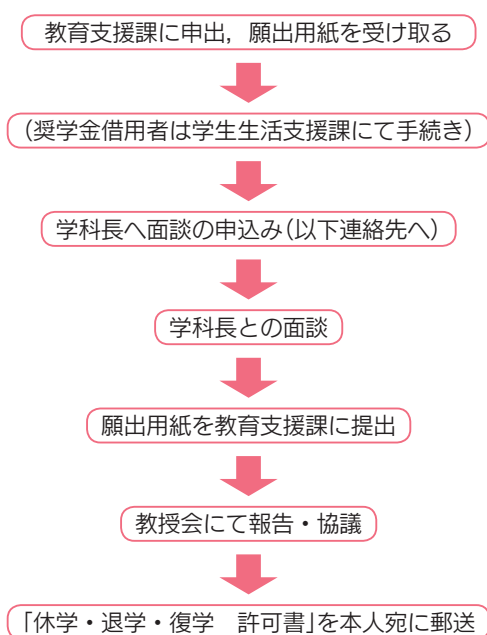 教育支援課に申出，願出用紙を受け取る
（奨学金借用者は学生生活支援課にて手続き）
学科長へ面談の申込み（以下連絡先へ）
学科長との面談
願出用紙を教育支援課に提出
教授会にて報告・協議
「休学・退学・復学　許可書」を本人宛に郵送